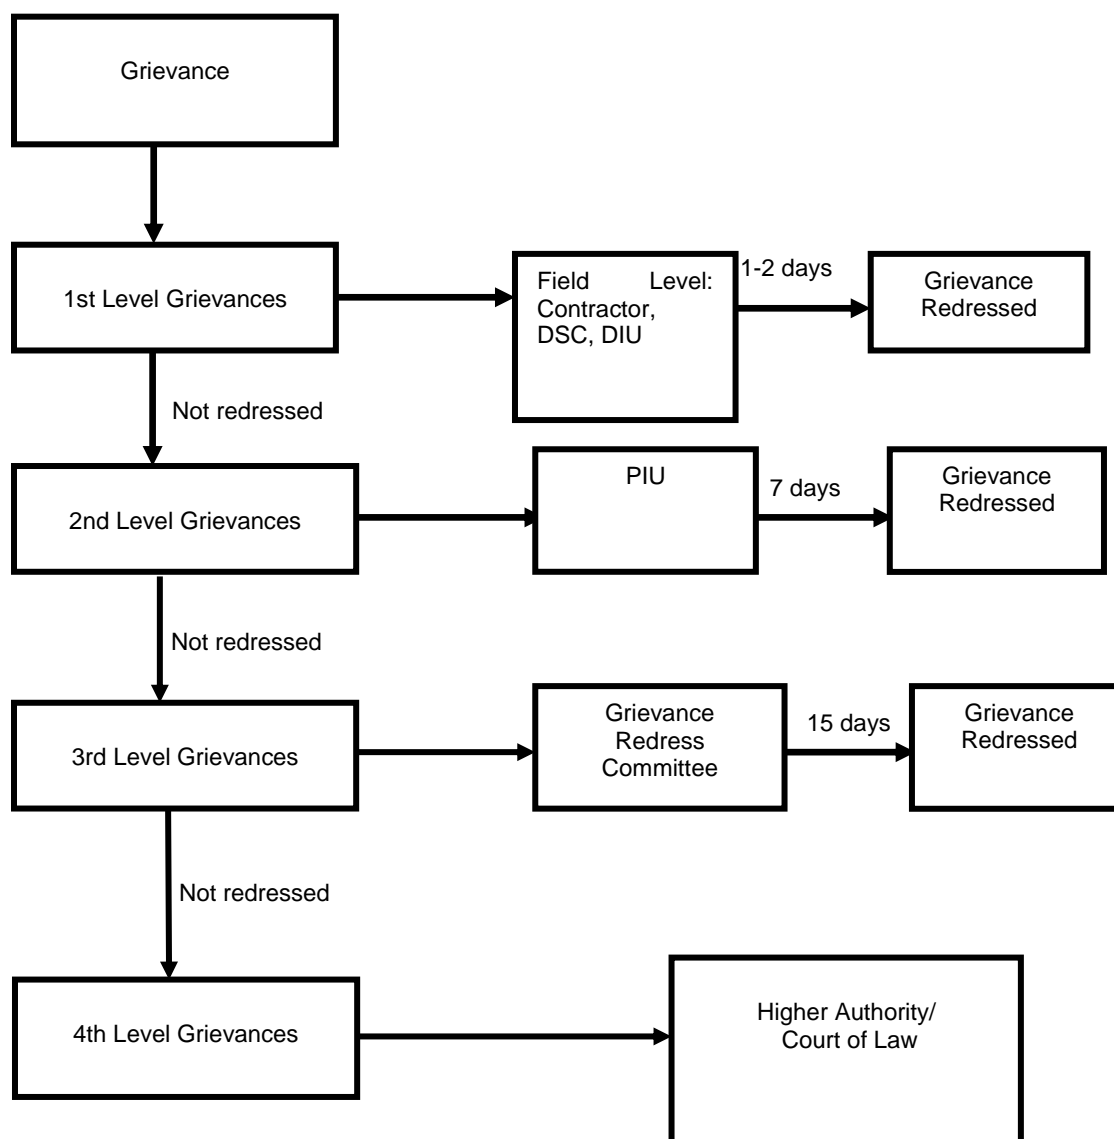 Grievance
1st Level Grievances
Field Level:
Contractor,
DSC, DIU
1-2 days
Grievance
Redressed
Not redressed
2nd Level Grievances
PIU
7 days
Grievance
Redressed
Not redressed
3rd Level Grievances
Grievance
Redress
Committee
15 days
Grievance
Redressed
Not redressed
4th Level Grievances
Higher Authority/
Court of Law